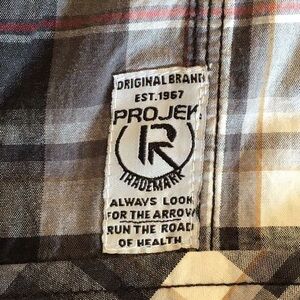 ORIGINAL BRAND
EST.1967
PROJEK
R
TRADEMARK
ALWAYS LOOK
FOR THE ARROW
RUN THE ROAD
OF HEALTH